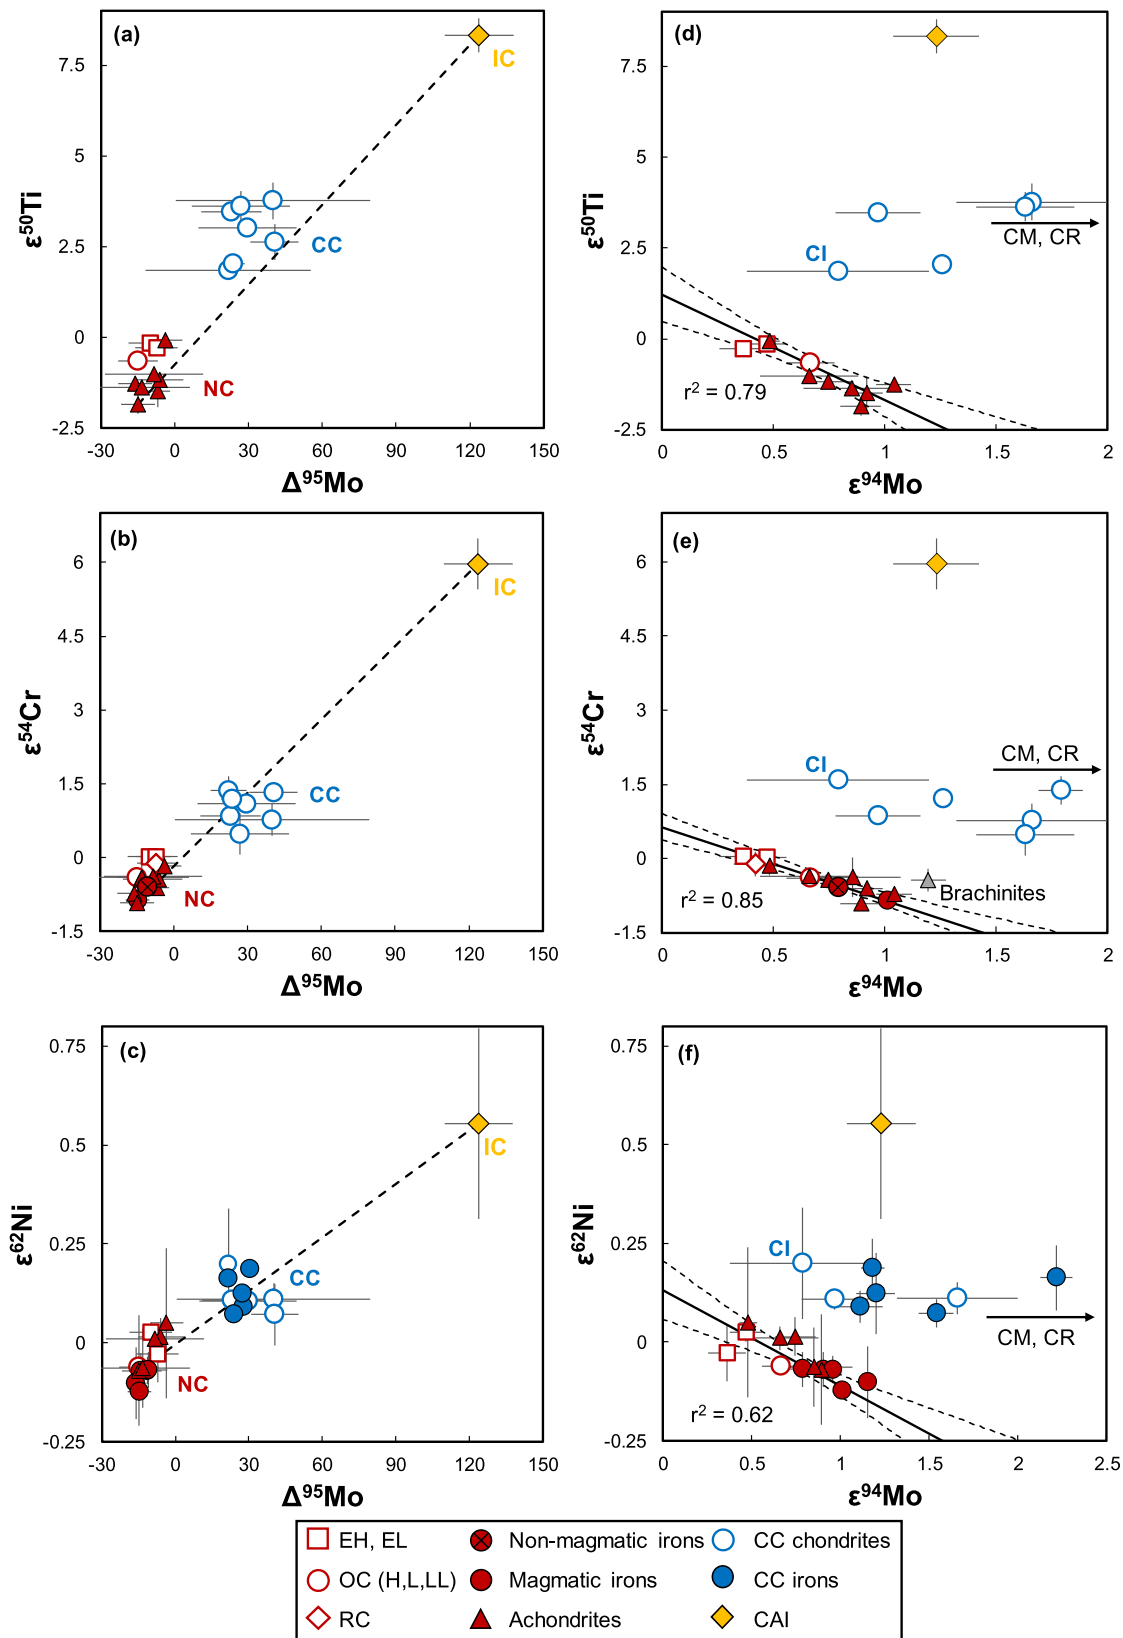 (a)
IC
CC
NC
7.5
5
2.5
0
-2.5
-30
0
30
60
90
120
150
ε⁵⁰Ti
Δ⁹⁵Mo
(d)
CI
CM, CR
r² = 0.79
7.5
5
2.5
0
-2.5
0
0.5
1
1.5
2
ε⁵⁰Ti
ε⁹⁴Mo
(b)
IC
CC
NC
6
4.5
3
1.5
0
-1.5
-30
0
30
60
90
120
150
ε⁵⁴Cr
Δ⁹⁵Mo
(e)
CM, CR
CI
Brachinites
r² = 0.85
6
4.5
3
1.5
0
-1.5
0
0.5
1
1.5
2
ε⁵⁴Cr
ε⁹⁴Mo
(c)
IC
CC
NC
0.75
0.5
0.25
0
-0.25
-30
0
30
60
90
120
150
ε⁶²Ni
Δ⁹⁵Mo
(f)
CI
CM, CR
r² = 0.62
0.75
0.5
0.25
0
-0.25
0
0.5
1
1.5
2
2.5
ε⁶²Ni
ε⁹⁴Mo
EH, EL
Non-magmatic irons
CC chondrites
OC (H,L,LL)
Magmatic irons
CC irons
RC
Achondrites
CAI